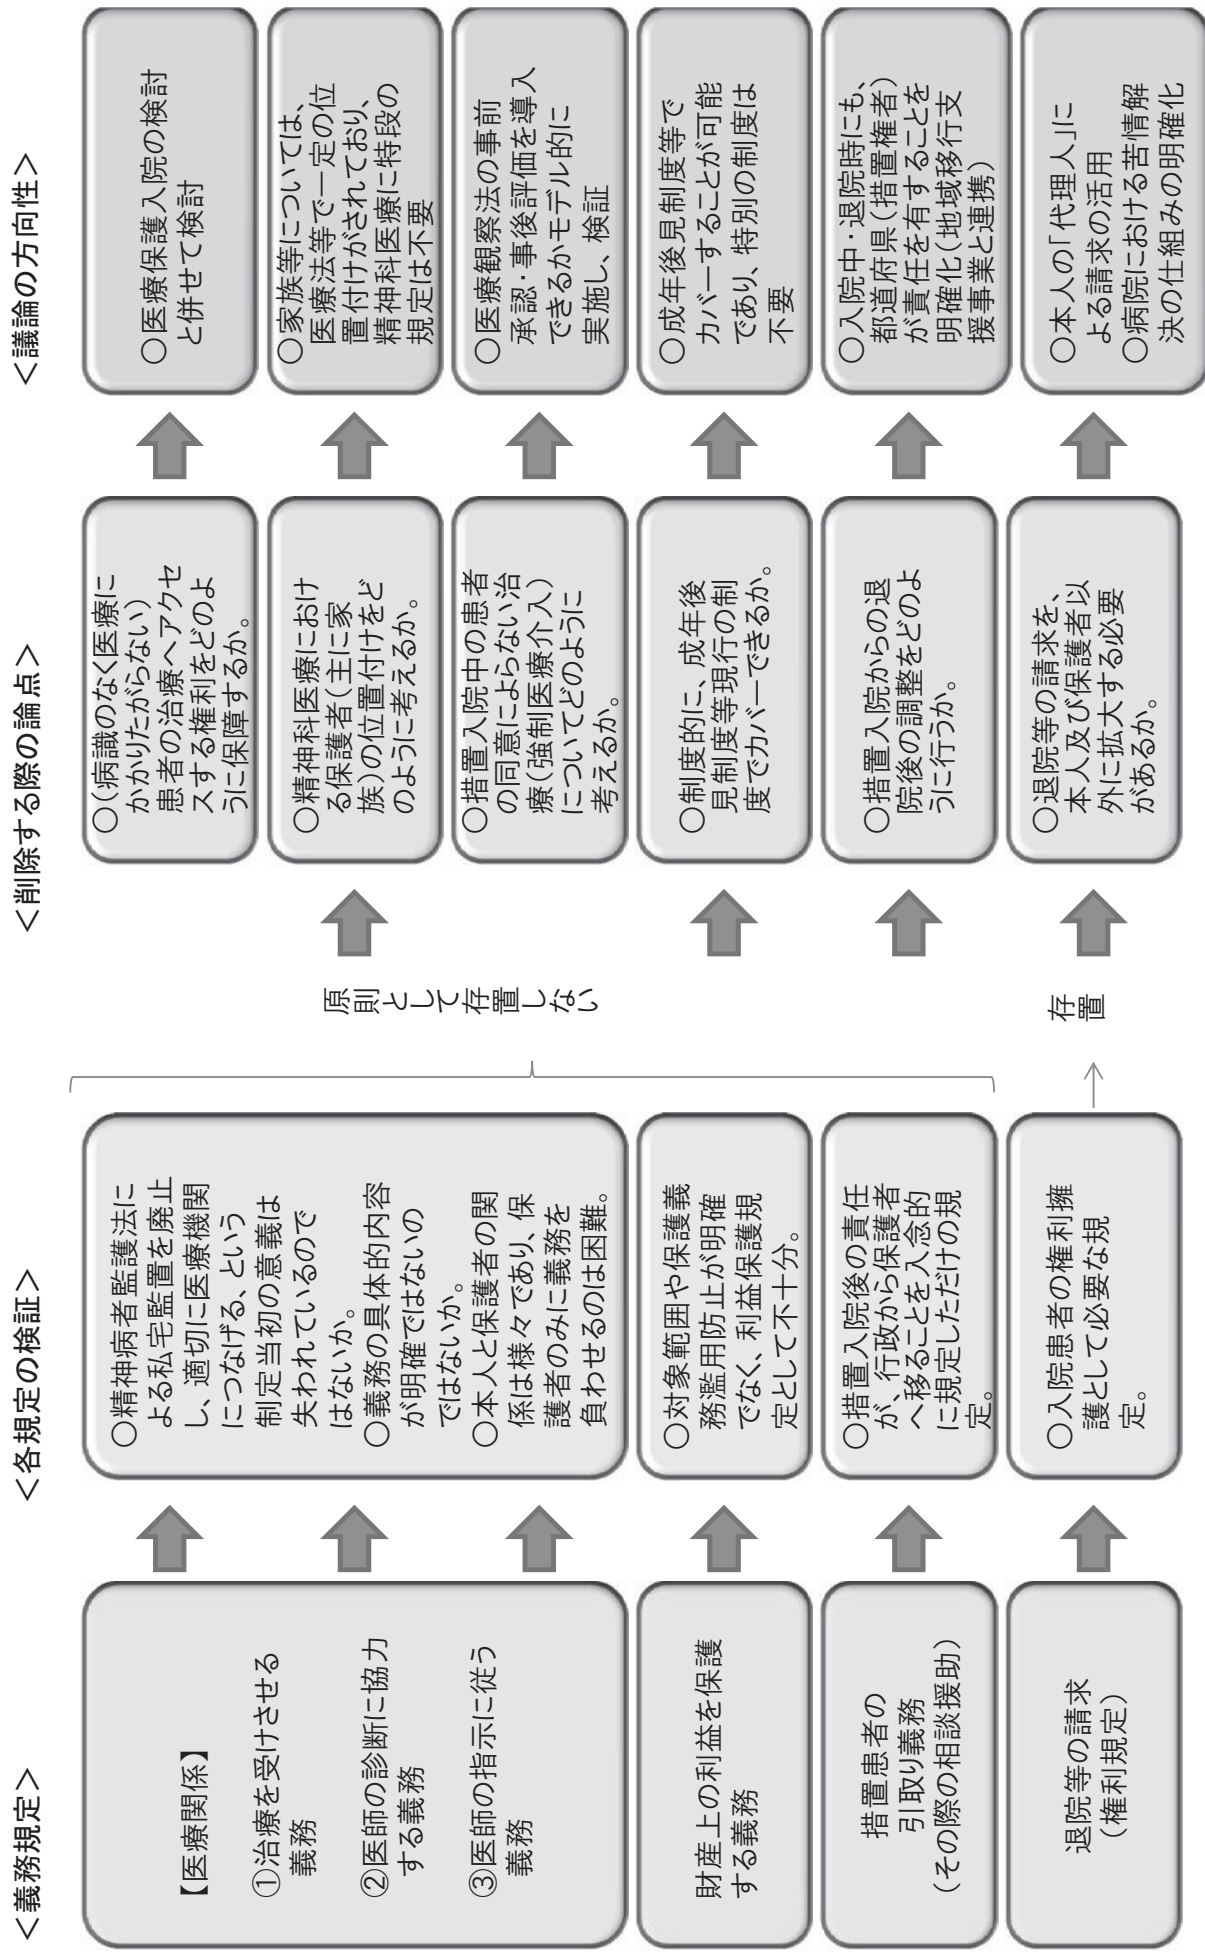 ＜義務規定＞
【医療関係】
①治療を受けさせる
義務
②医師の診断に協力
する義務
③医師の指示に従う
義務
財産上の利益を保護
する義務
措置患者の
引取り義務
（その際の相談援助）
退院等の請求
（権利規定）
＜各規定の検証＞
○精神病者監護法に
よる私宅監置を廃止
し、適切に医療機関
につなげる、という
制定当初の意義は
失われているので
はないか。
○義務の具体的内容
が明確ではないの
ではないか。
○本人と保護者の関
係は様々であり、保
護者のみに義務を
負わせるのは困難。
○対象範囲や保護義
務濫用防止が明確
でなく、利益保護規
定として不十分。
○措置入院後の責任
が、行政から保護者
へ移ることを入念的
に規定しただけの規
定。
○入院患者の権利擁
護として必要な規
定。
原則として存置しない
存置
＜削除する際の論点＞
○（病識のなく医療に
かかりたがらない）
患者の治療へアクセ
スする権利をどのよ
うに保障するか。
○精神科医療におけ
る保護者（主に家
族）の位置付けをど
のように考えるか。
○措置入院中の患者
の同意によらない治
療（強制医療介入）
についてどのように
考えるか。
○制度的に、成年後
見制度等現行の制
度でカバーできるか。
○措置入院からの退
院後の調整をどのよ
うに行うか。
○退院等の請求を、
本人及び保護者以
外に拡大する必要
があるか。
＜議論の方向性＞
○医療保護入院の検討
と併せて検討
○家族等については、
医療法等で一定の位
置付けがされており、
精神科医療に特段の
規定は不要
○医療観察法の事前
承認・事後評価を導入
できるかモデル的に
実施し、検証
○成年後見制度等で
カバーすることが可能
であり、特別の制度は
不要
○入院中・退院時にも、
都道府県（措置権者）
が責任を有することを
明確化（地域移行支
援事業と連携）
○本人の「代理人」に
よる請求の活用
○病院における苦情解
決の仕組みの明確化